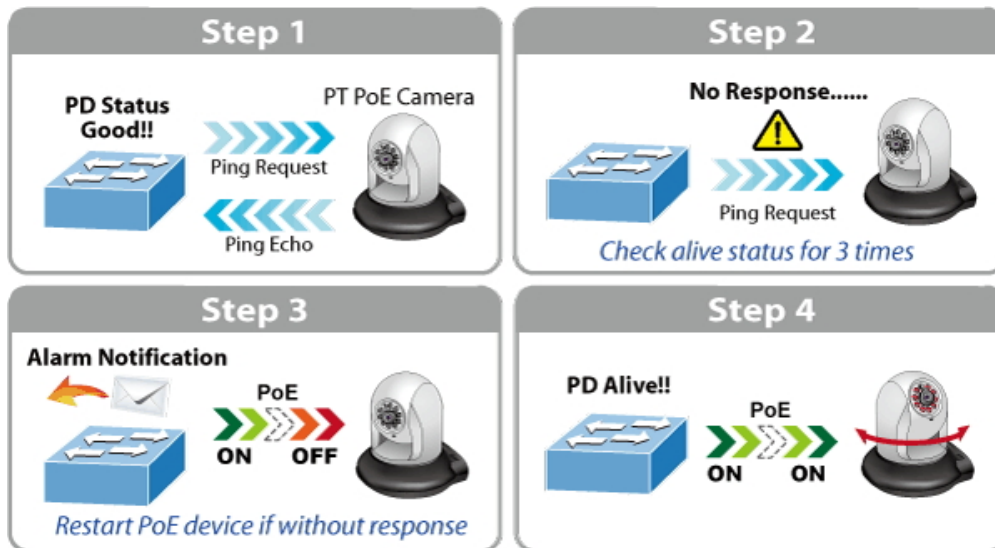 Step 1
PD Status
Good!!
PT PoE Camera
Ping Request
Ping Echo
Step 2
No Response......
Ping Request
Check alive status for 3 times
Step 3
Alarm Notification
PoE
ON OFF
Restart PoE device if without response
Step 4
PD Alive!!
PoE
ON ON